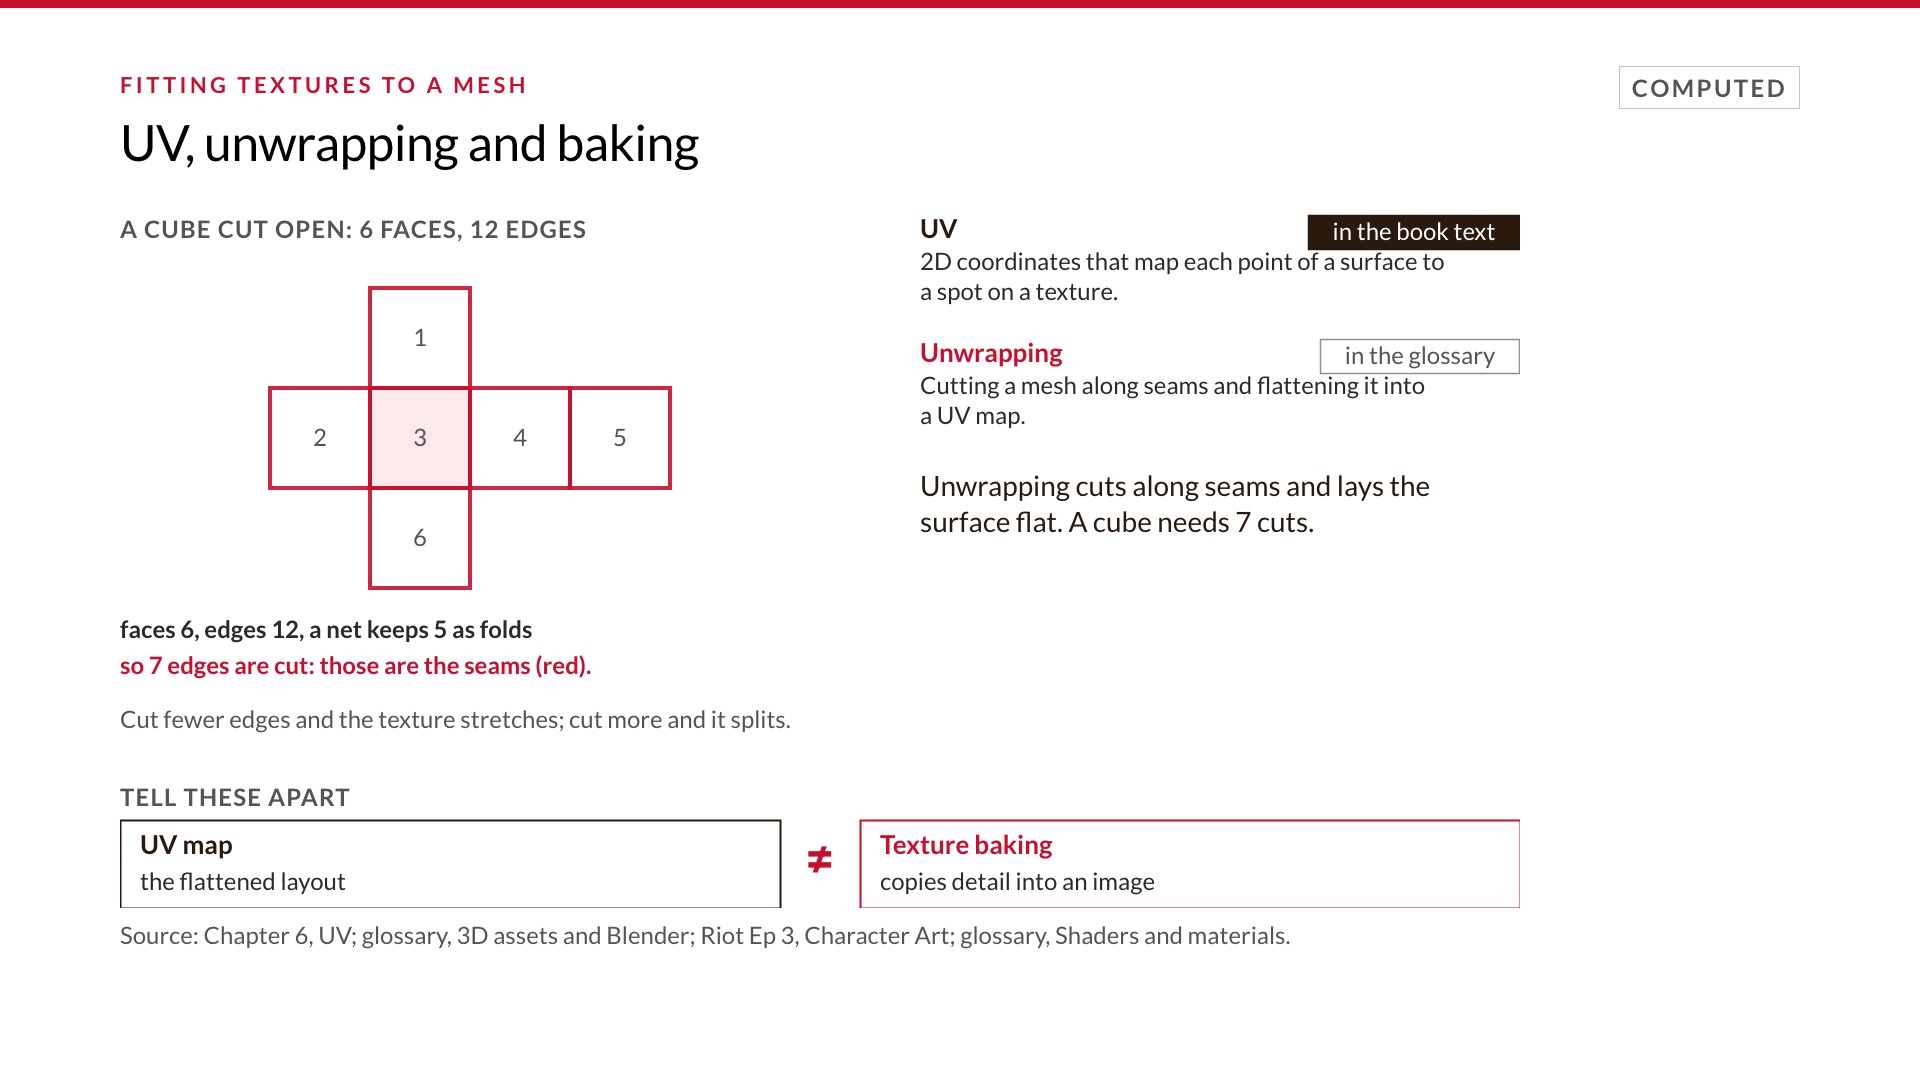 FITTING TEXTURES TO A MESH
COMPUTED
UV, unwrapping and baking
A CUBE CUT OPEN: 6 FACES, 12 EDGES
1
2
3
4
5
6
faces 6, edges 12, a net keeps 5 as folds
so 7 edges are cut: those are the seams (red).
Cut fewer edges and the texture stretches; cut more and it splits.
UV
in the book text
2D coordinates that map each point of a surface to
a spot on a texture.
Unwrapping
in the glossary
Cutting a mesh along seams and flattening it into
a UV map.
Unwrapping cuts along seams and lays the
surface flat. A cube needs 7 cuts.
TELL THESE APART
UV map
the flattened layout
≠
Texture baking
copies detail into an image
Source: Chapter 6, UV; glossary, 3D assets and Blender; Riot Ep 3, Character Art; glossary, Shaders and materials.